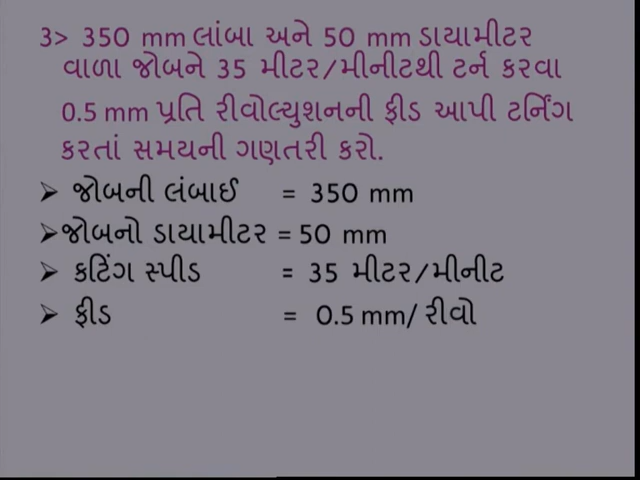 3> 350 mm લાંબા અને 50 mm ડાયામીટર
વાળા જોબને 35 મીટર/મીનીટથી ટર્ન કરવા
0.5 mm પ્રતિ રીવોલ્યુશનની ફીડ આપી ટર્નિંગ
કરતાં સમયની ગણતરી કરો.
➢ જોબની લંબાઈ = 350 mm
➢જોબનો ડાયામીટર = 50 mm
➢ કટિંગ સ્પીડ = 35 મીટર/મીનીટ
➢ ફીડ = 0.5 mm/ રીવો